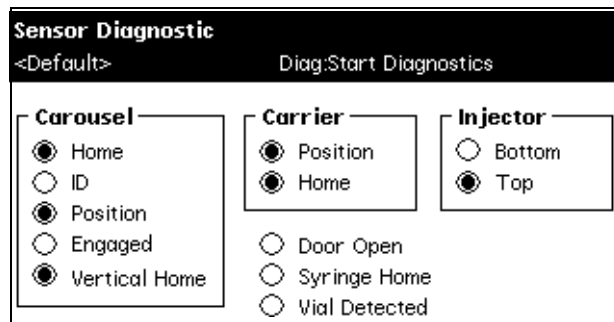 Sensor Diagnostic
<Default> Diag:Start Diagnostics
Carousel
Home
ID
Position
Engaged
Vertical Home
Carrier
Position
Home
Injector
Bottom
Top
Door Open
Syringe Home
Vial Detected